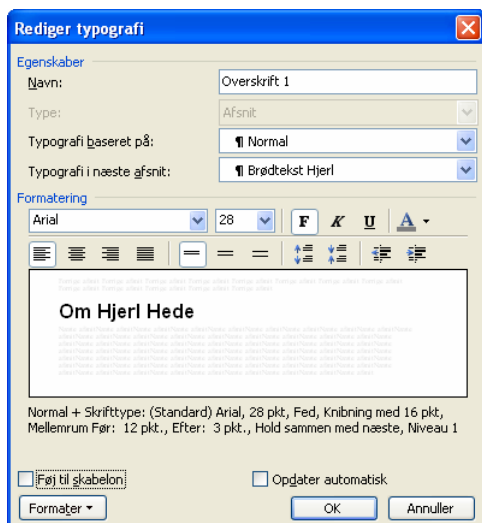 Rediger typografi
Egenskaber
Navn:
Overskrift 1
Type:
Afsnit
Typografi baseret på:
¶ Normal
Typografi i næste afsnit:
¶ Brødtekst Hjerl
Formatering
Arial
28
F K U A
Om Hjerl Hede
Normal + Skrifttype: (Standard) Arial, 28 pkt, Fed, Knibning med 16 pkt,
Mellemrum Før: 12 pkt., Efter: 3 pkt., Hold sammen med næste, Niveau 1
Føj til skabelon
Opdater automatisk
Formater
OK
Annuller